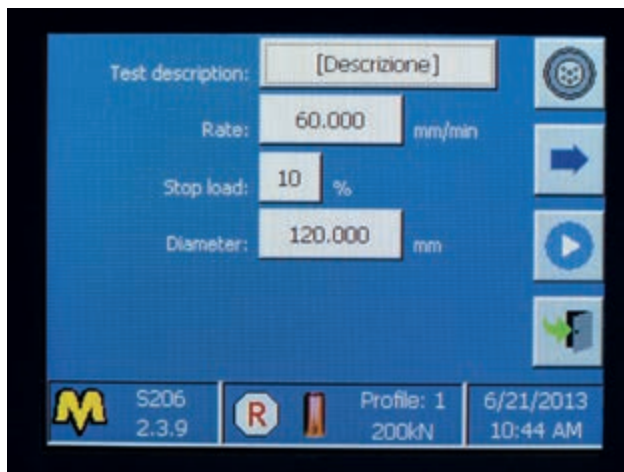 Test description: [Descrizione]
Rate: 60.000 mm/min
Stop load: 10 %
Diameter: 120.000 mm
S206
2.3.9
R
Profile: 1
200kN
6/21/2013
10:44 AM